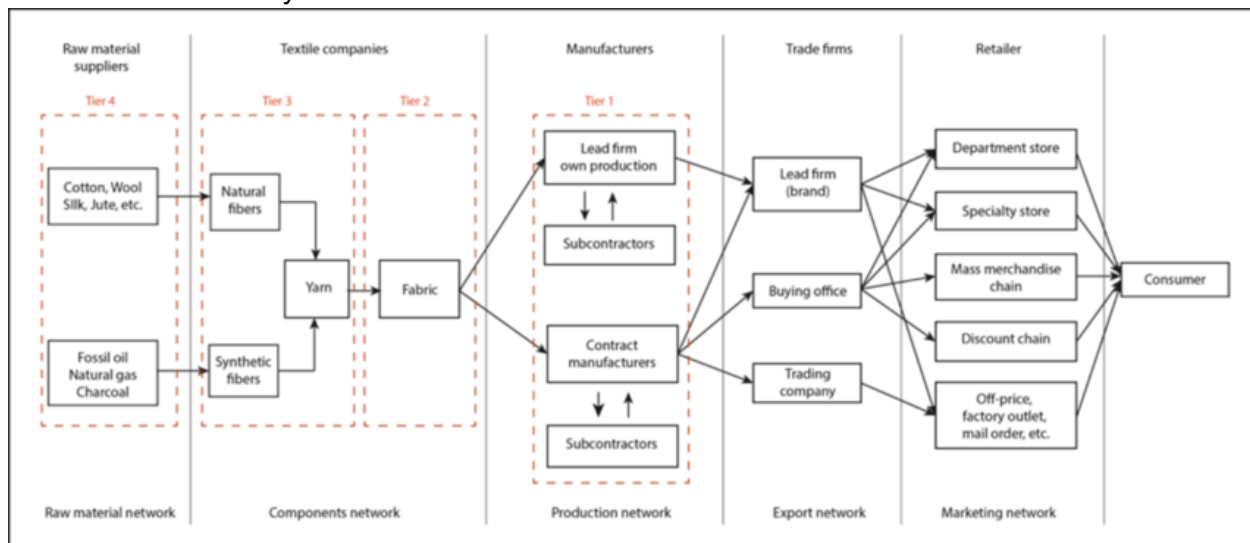 Raw material
suppliers
Textile companies
Manufacturers
Trade firms
Retailer
Tier 4
Tier 3
Tier 2
Tier 1
Cotton, Wool
Silk, Jute, etc.
Natural
fibers
Yarn
Fabric
Fossil oil
Natural gas
Charcoal
Synthetic
fibers
Lead firm
own production
Subcontractors
Contract
manufacturers
Subcontractors
Lead firm
(brand)
Buying office
Trading
company
Department store
Specialty store
Mass merchandise
chain
Discount chain
Off-price,
factory outlet,
mail order, etc.
Consumer
Raw material network
Components network
Production network
Export network
Marketing network